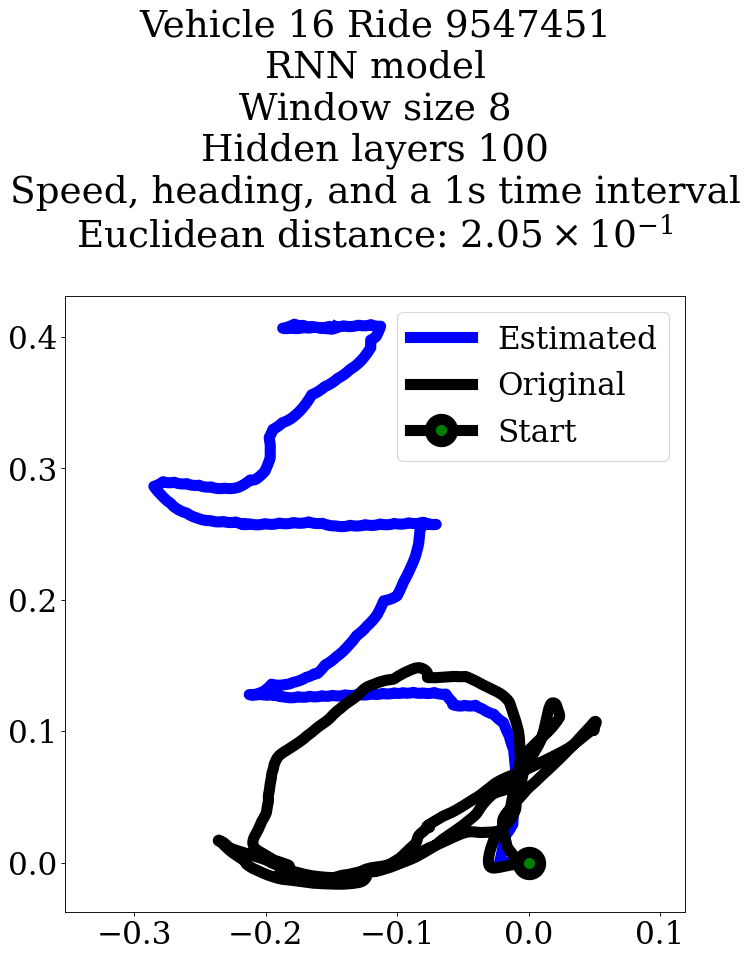 Vehicle 16 Ride 9547451
RNN model
Window size 8
Hidden layers 100
Speed, heading, and a 1s time interval
Euclidean distance: 2.05 × 10⁻¹
Estimated
Original
Start
0.4
0.3
0.2
0.1
0.0
−0.3
−0.2
−0.1
0.0
0.1